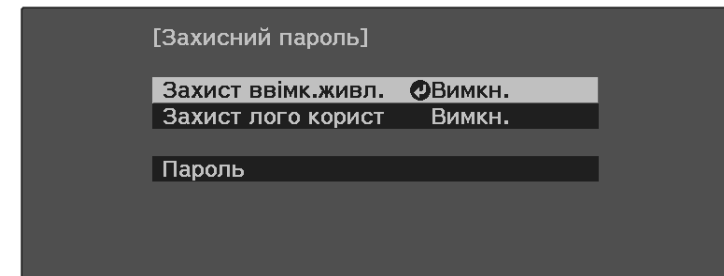 [Захисний пароль]
Захист ввімк.живл. Вимкн.
Захист лого корист Вимкн.
Пароль